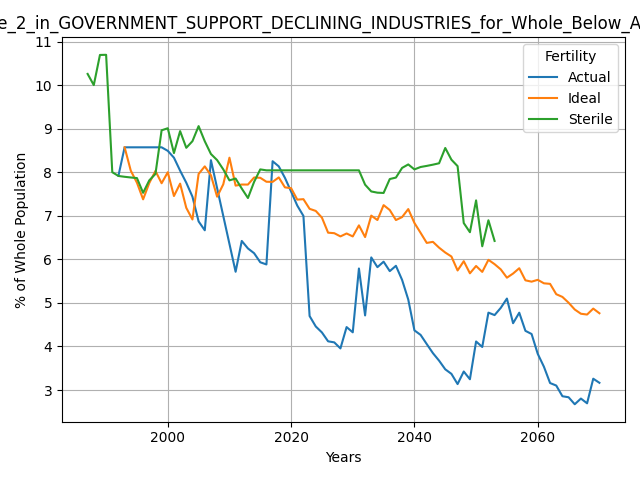 e_2_in_GOVERNMENT_SUPPORT_DECLINING_INDUSTRIES_for_Whole_Below_A
11
10
9
8
7
6
5
4
3
% of Whole Population
Fertility
Actual
Ideal
Sterile
2000 2020 2040 2060
Years